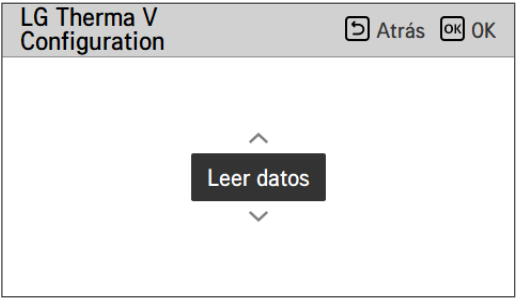 LG Therma V
Configuration
Atrás OK OK
Leer datos